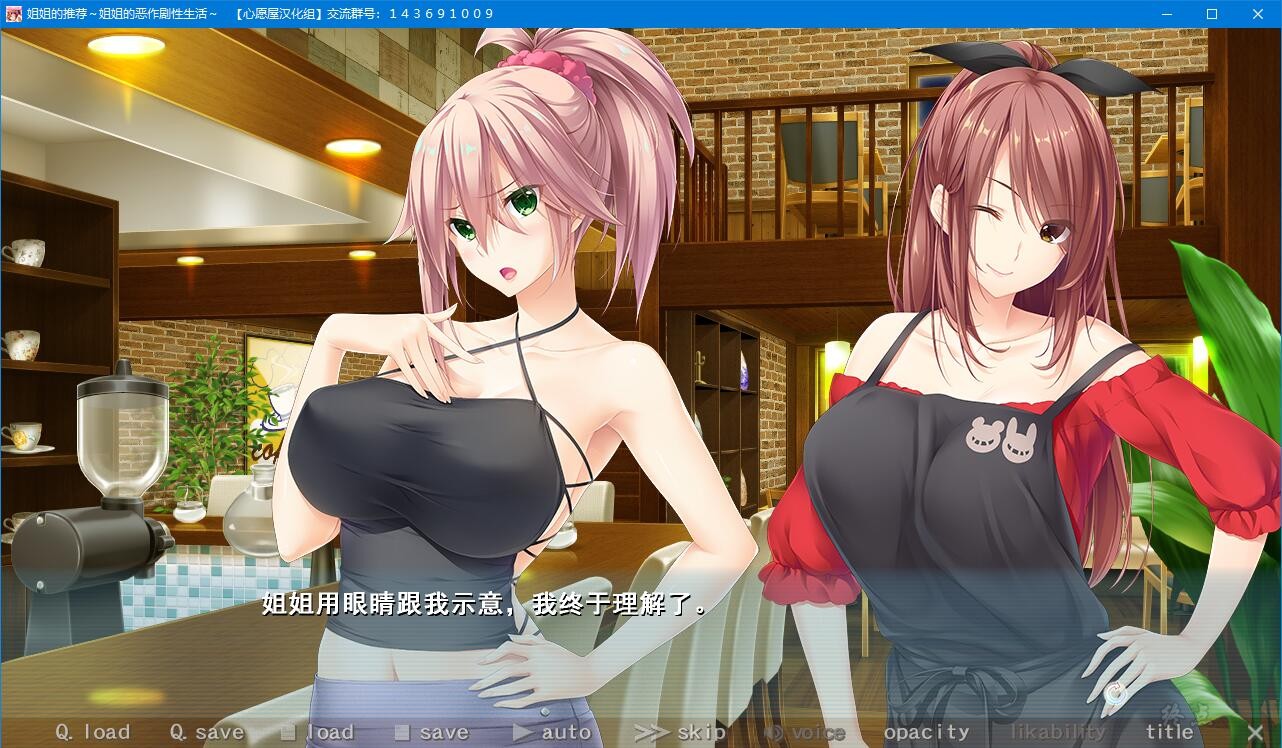 姐姐的推荐～姐姐的恶作剧性生活～ 【心愿屋汉化组】交流群号：143691009
姐姐用眼睛跟我示意，我终于理解了。
Q. load Q. save load save auto skip voice opacity likability title